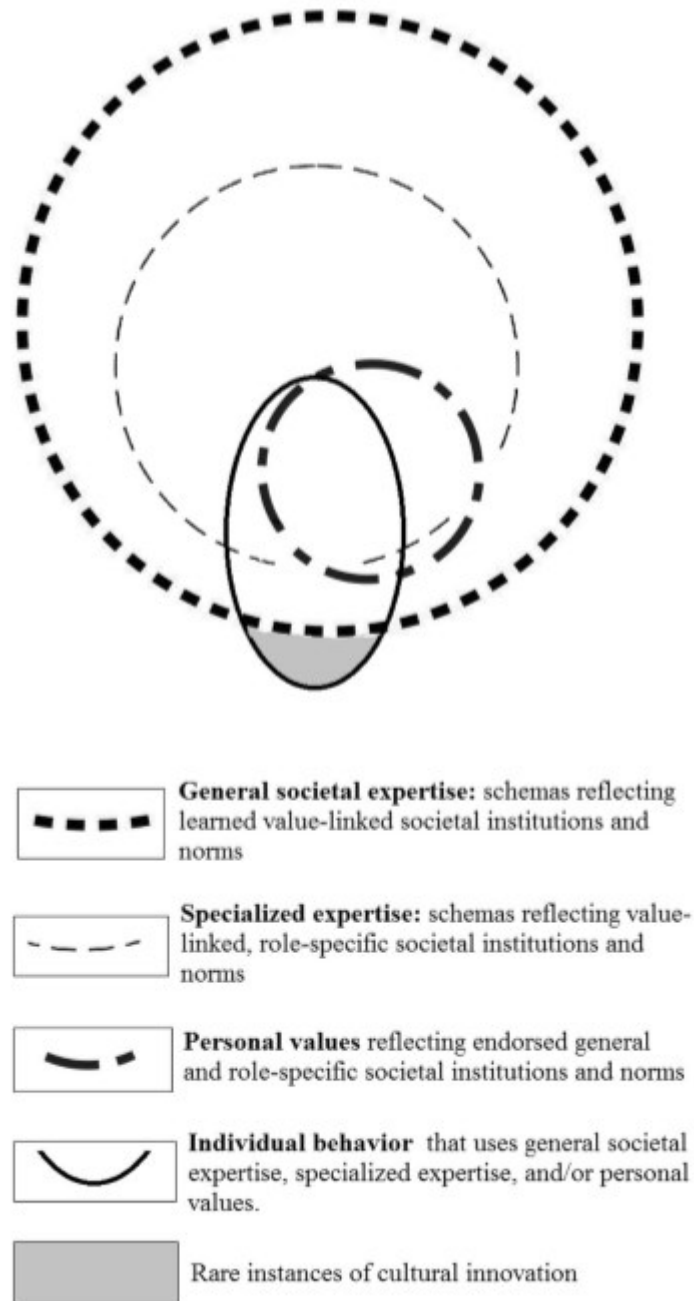 General societal expertise: schemas reflecting
learned value-linked societal institutions and
norms
Specialized expertise: schemas reflecting value-
linked, role-specific societal institutions and
norms
Personal values reflecting endorsed general
and role-specific societal institutions and norms
Individual behavior that uses general societal
expertise, specialized expertise, and/or personal
values.
Rare instances of cultural innovation